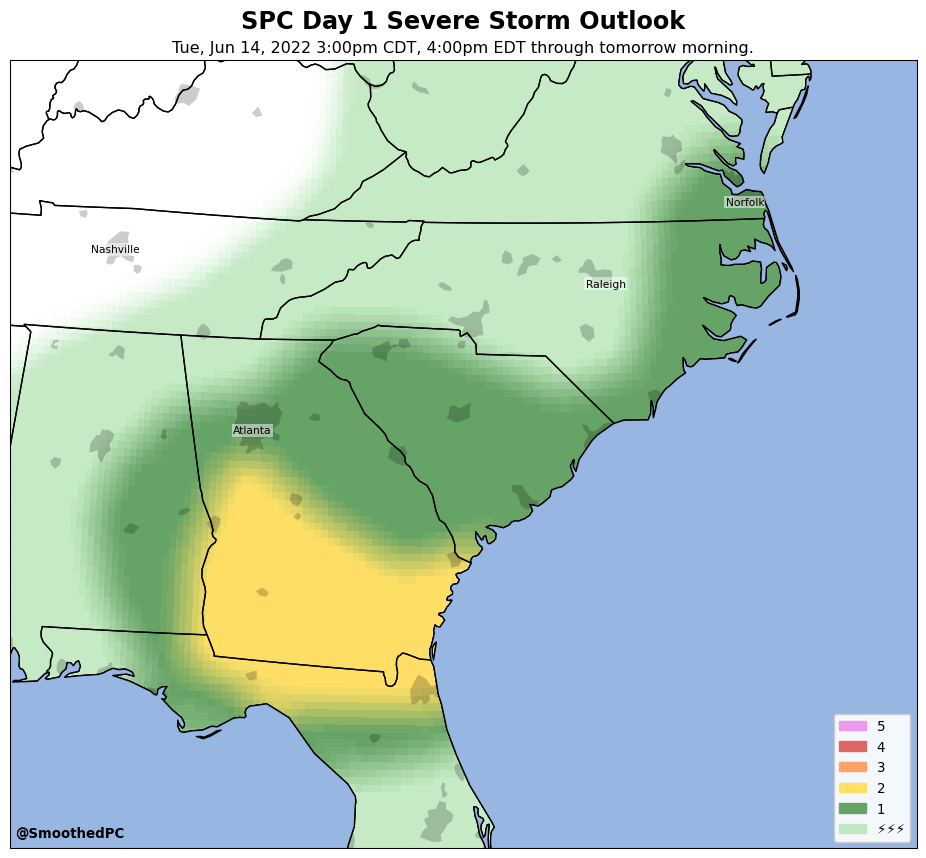 SPC Day 1 Severe Storm Outlook
Tue, Jun 14, 2022 3:00pm CDT, 4:00pm EDT through tomorrow morning.
Norfolk
Nashville
Raleigh
Atlanta
5
4
3
2
1
⚡⚡⚡
@SmoothedPC